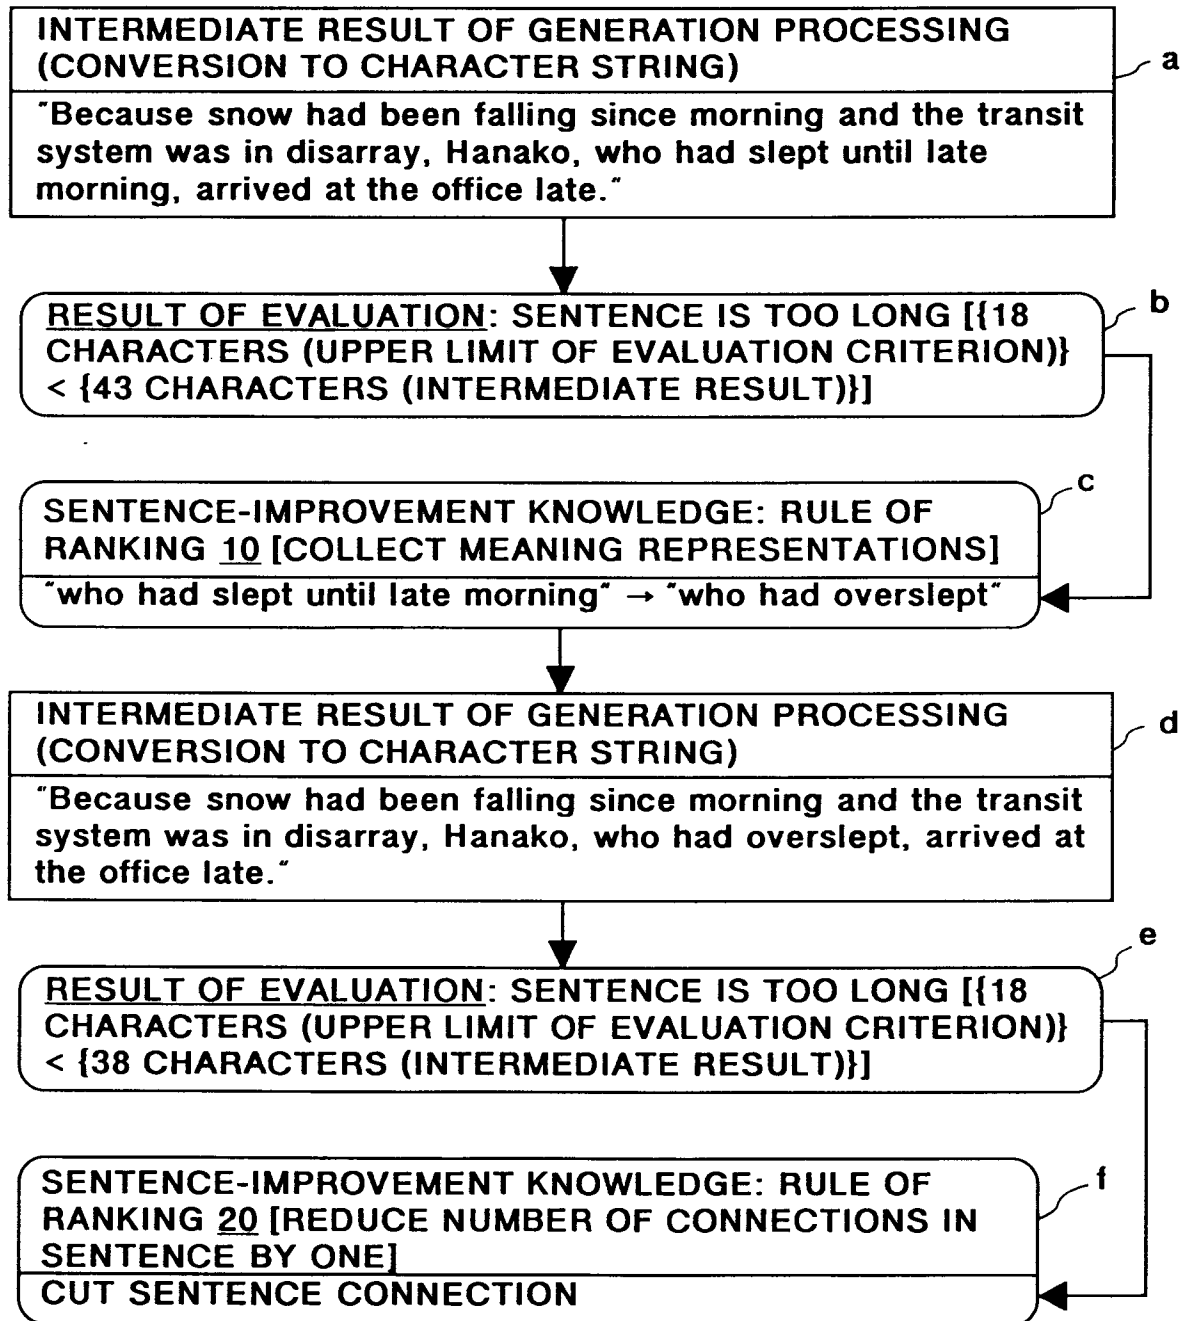 INTERMEDIATE RESULT OF GENERATION PROCESSING
(CONVERSION TO CHARACTER STRING)
a
"Because snow had been falling since morning and the transit
system was in disarray, Hanako, who had slept until late
morning, arrived at the office late."
b
RESULT OF EVALUATION: SENTENCE IS TOO LONG [{18
CHARACTERS (UPPER LIMIT OF EVALUATION CRITERION)}
< {43 CHARACTERS (INTERMEDIATE RESULT)}]
c
SENTENCE-IMPROVEMENT KNOWLEDGE: RULE OF
RANKING 10 [COLLECT MEANING REPRESENTATIONS]
"who had slept until late morning" → "who had overslept"
INTERMEDIATE RESULT OF GENERATION PROCESSING
(CONVERSION TO CHARACTER STRING)
d
"Because snow had been falling since morning and the transit
system was in disarray, Hanako, who had overslept, arrived at
the office late."
e
RESULT OF EVALUATION: SENTENCE IS TOO LONG [{18
CHARACTERS (UPPER LIMIT OF EVALUATION CRITERION)}
< {38 CHARACTERS (INTERMEDIATE RESULT)}]
f
SENTENCE-IMPROVEMENT KNOWLEDGE: RULE OF
RANKING 20 [REDUCE NUMBER OF CONNECTIONS IN
SENTENCE BY ONE]
CUT SENTENCE CONNECTION